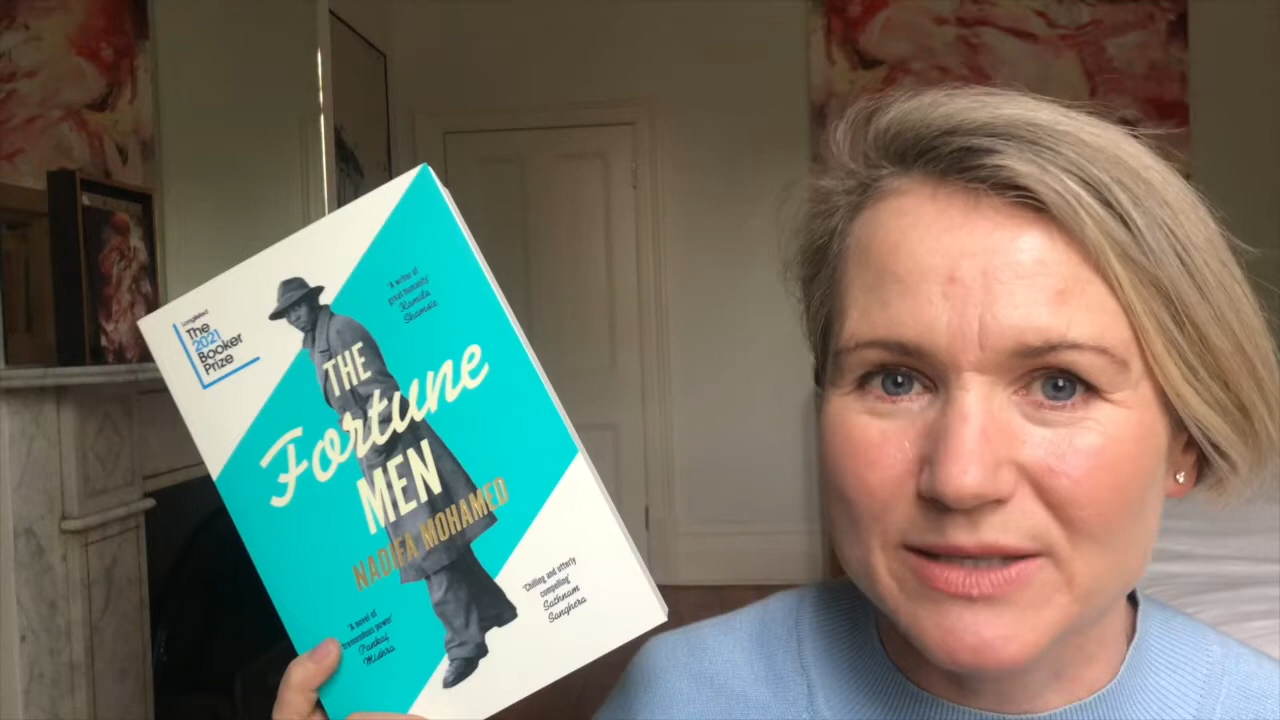 Longlisted
The
2021
Booker
Prize
'A writer of
great humanity'
Kamila
Shamsie
THE
Fortune
MEN
NADIFA MOHAMED
'Chilling and utterly
compelling'
Sathnam
Sanghera
'A novel of
tremendous power'
Pankaj
Mishra